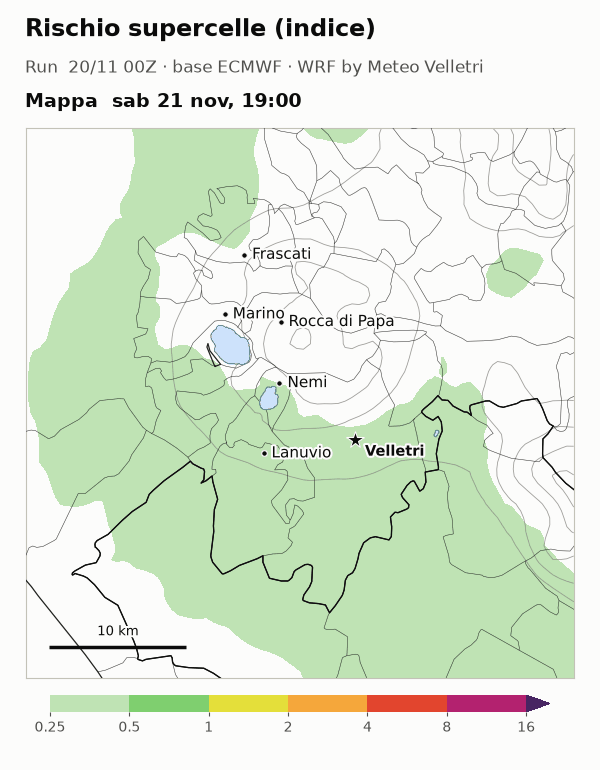 Rischio supercelle (indice)
Run  20/11 00Z · base ECMWF · WRF by Meteo Velletri
Mappa  sab 21 nov, 19:00
Frascati
Marino
Rocca di Papa
Nemi
Velletri
Lanuvio
10 km
0.25 0.5 1 2 4 8 16